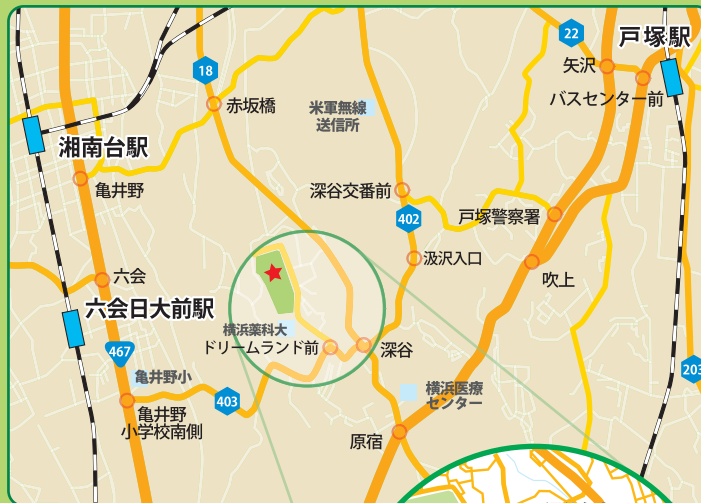 22
戸塚駅
矢沢
バスセンター前
18
赤坂橋
米軍無線
送信所
湘南台駅
亀井野
深谷交番前
402
戸塚警察署
汲沢入口
吹上
六会
六会日大前駅
横浜薬科大
ドリームランド前
深谷
467
亀井野小
403
亀井野
小学校南側
横浜医療
センター
原宿
203